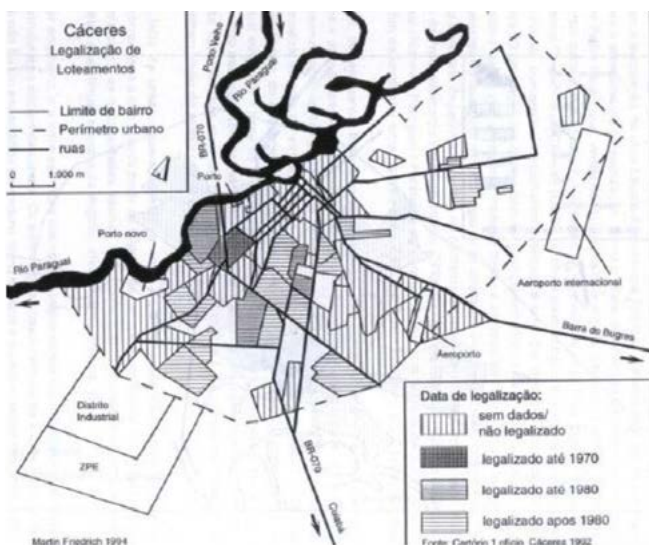 Cáceres
Legalização de
Loteamentos
Limite de bairro
Perímetro urbano
ruas
0 1.000 m
Porto Velho
BR-070
Rio Paraguai
Porto
Porto novo
Rio Paraguai
Aeroporto internacional
Aeroporto
Barra do Bugres
Distrito
Industrial
ZPE
BR-070
Cuiabá
Data de legalização:
sem dados/
não legalizado
legalizado até 1970
legalizado até 1980
legalizado apos 1980
Martin Friedrich 1994
Fonte: Cartório 1 ofício, Cáceres 1992